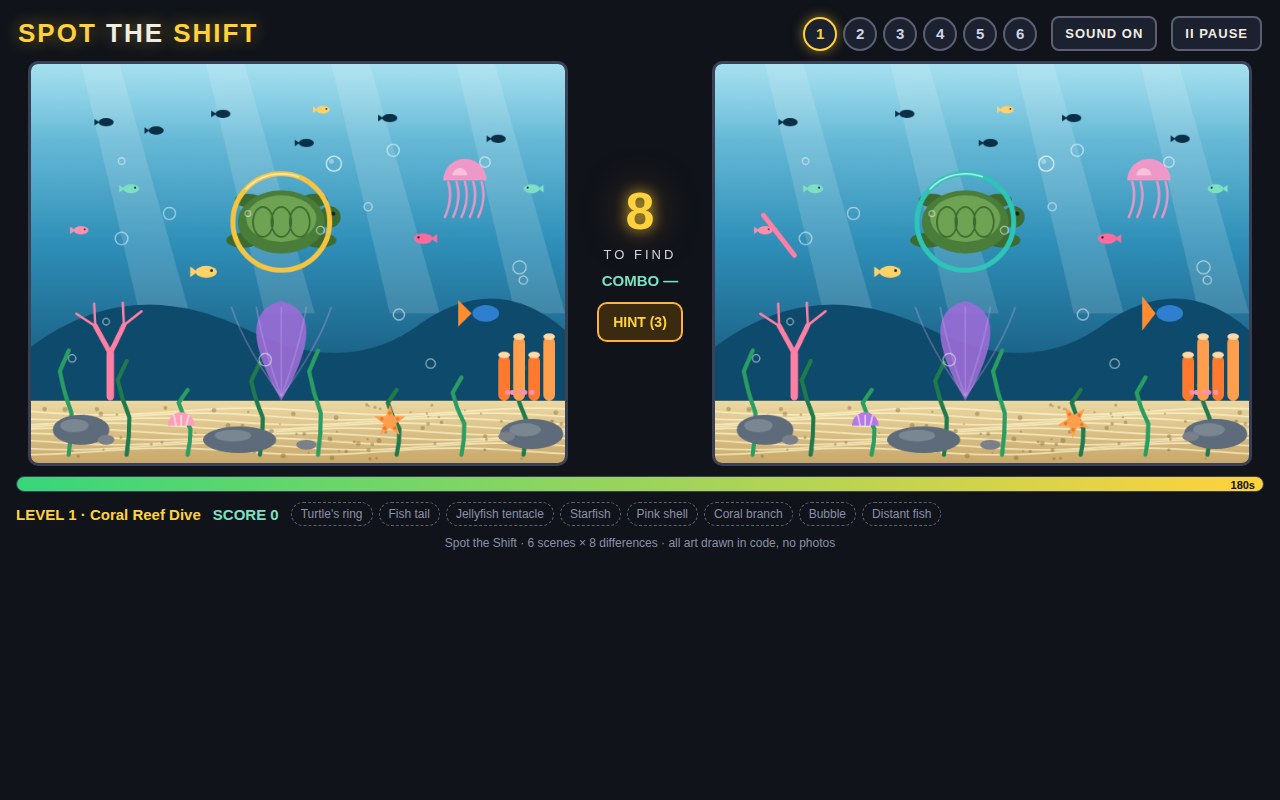 SPOT THE SHIFT
1 2 3 4 5 6
SOUND ON
II PAUSE
8
TO FIND
COMBO —
HINT (3)
180s
LEVEL 1 · Coral Reef Dive
SCORE 0
Turtle's ring
Fish tail
Jellyfish tentacle
Starfish
Pink shell
Coral branch
Bubble
Distant fish
Spot the Shift · 6 scenes × 8 differences · all art drawn in code, no photos